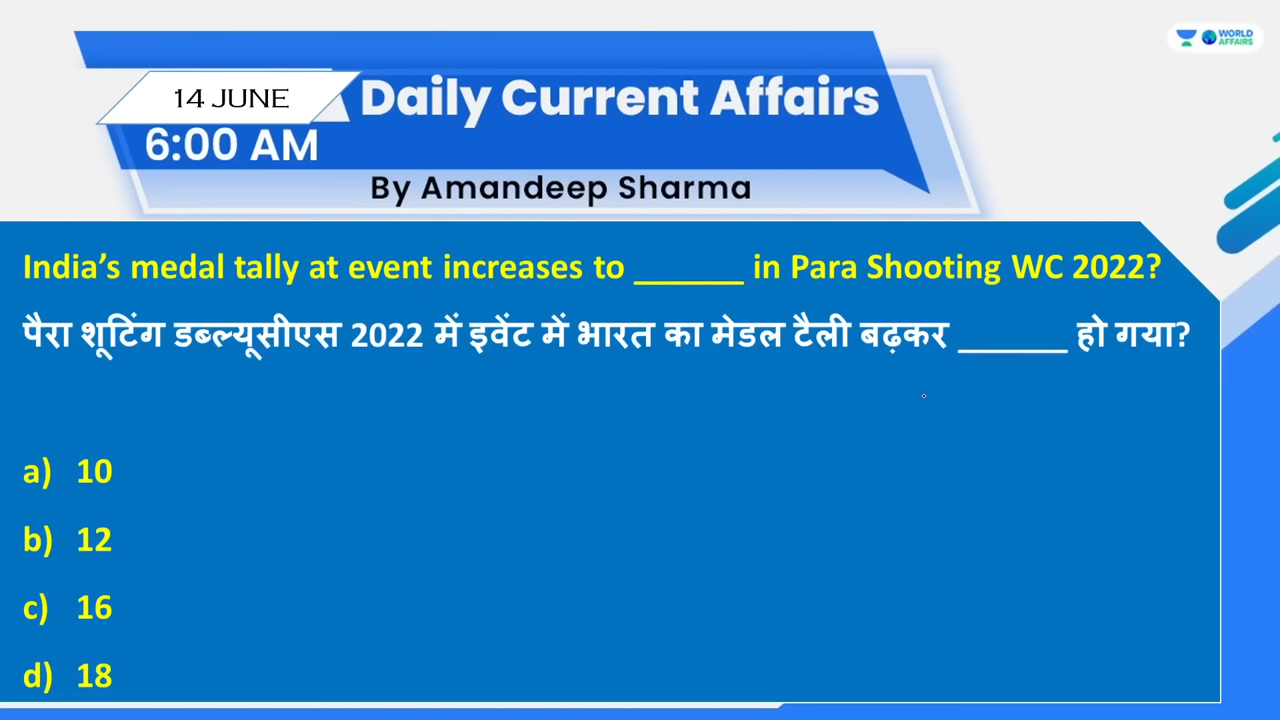 WORLD
AFFAIRS
14 JUNE
Daily Current Affairs
6:00 AM
By Amandeep Sharma
India’s medal tally at event increases to ______ in Para Shooting WC 2022?
पैरा शूटिंग डब्ल्यूसीएस 2022 में इवेंट में भारत का मेडल टैली बढ़कर ______ हो गया?
a) 10
b) 12
c) 16
d) 18